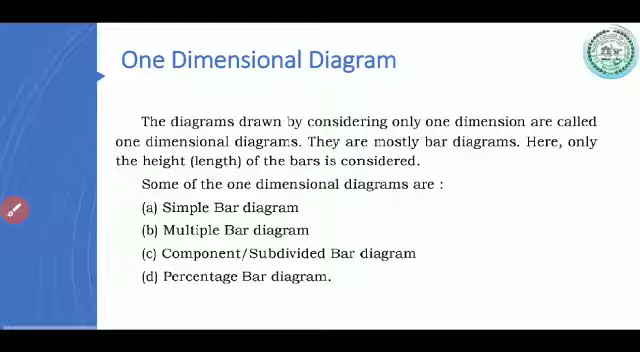 One Dimensional Diagram
The diagrams drawn by considering only one dimension are called
one dimensional diagrams. They are mostly bar diagrams. Here, only
the height (length) of the bars is considered.
Some of the one dimensional diagrams are :
(a) Simple Bar diagram
(b) Multiple Bar diagram
(c) Component/Subdivided Bar diagram
(d) Percentage Bar diagram.